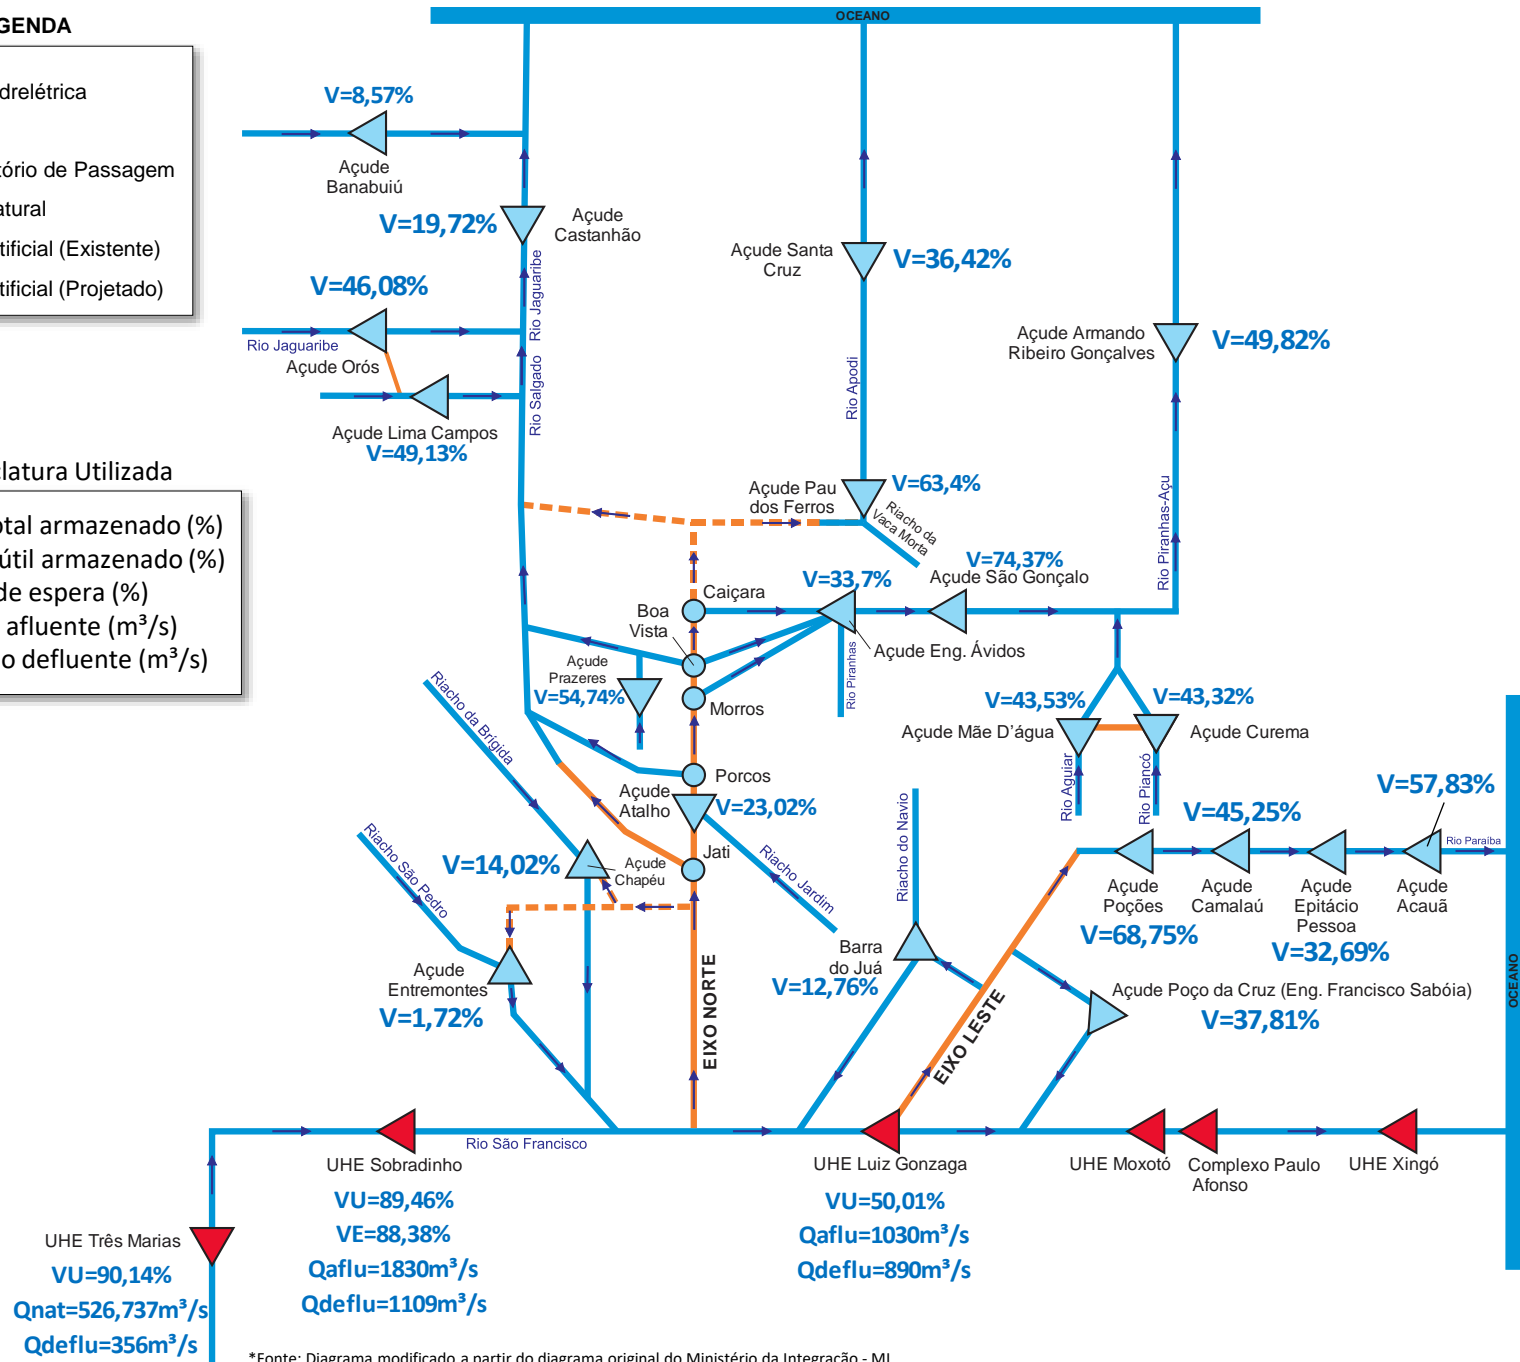 OCEANO
GENDA
drelétrica
tório de Passagem
atural
tificial (Existente)
tificial (Projetado)
V=8,57%
Açude
Banabuiú
V=19,72%
Açude
Castanhão
Rio Jaguaribe
V=46,08%
Rio Jaguaribe
Açude Orós
Rio Salgado
Açude Lima Campos
V=49,13%
Açude Santa
Cruz
V=36,42%
Rio Apodi
Açude Armando
Ribeiro Gonçalves
V=49,82%
Rio Piranhas-Açu
clatura Utilizada
otal armazenado (%)
útil armazenado (%)
de espera (%)
afluente (m³/s)
o defluente (m³/s)
Açude Pau
dos Ferros
V=63,4%
Riacho da
Vaca Morta
V=74,37%
Açude São Gonçalo
V=33,7%
Caiçara
Boa
Vista
Açude Eng. Ávidos
Rio Piranhas
Açude
Prazeres
V=54,74%
Morros
Riacho da Brígida
V=43,53%
V=43,32%
Açude Mãe D'água
Açude Curema
Rio Aguiar
Rio Piancó
Porcos
Açude
Atalho
V=23,02%
Jati
Riacho Jardim
Riacho do Navio
V=57,83%
V=45,25%
Rio Paraiba
Açude
Poções
V=68,75%
Açude
Camalaú
Açude
Epitácio
Pessoa
V=32,69%
Açude
Acauã
Riacho São Pedro
V=14,02%
Açude
Chapéu
Açude
Entremontes
V=1,72%
EIXO NORTE
Barra
do Juá
V=12,76%
EIXO LESTE
Açude Poço da Cruz (Eng. Francisco Sabóia)
V=37,81%
OCEANO
Rio São Francisco
UHE Sobradinho
VU=89,46%
VE=88,38%
Qaflu=1830m³/s
Qdeflu=1109m³/s
UHE Luiz Gonzaga
VU=50,01%
Qaflu=1030m³/s
Qdeflu=890m³/s
UHE Moxotó
Complexo Paulo
Afonso
UHE Xingó
UHE Três Marias
VU=90,14%
Qnat=526,737m³/s
Qdeflu=356m³/s
*Fonte: Diagrama modificado a partir do diagrama original do Ministério da Integração - MI